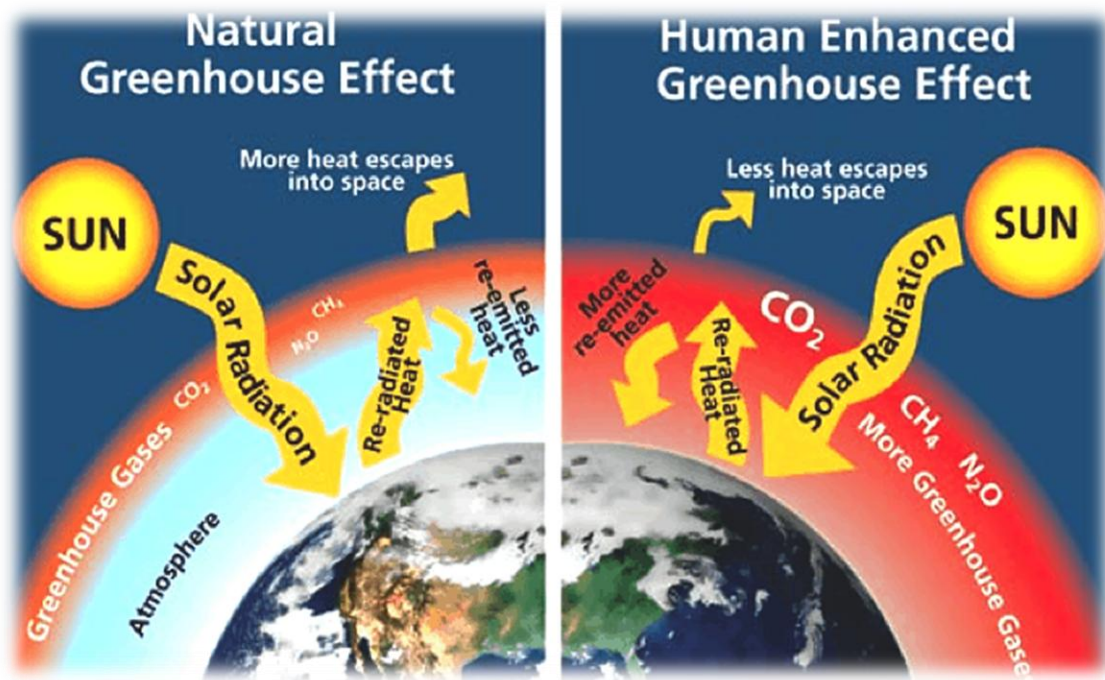 Natural
Greenhouse Effect
More heat escapes
into space
SUN
Solar Radiation
CH₄
N₂O
CO₂
Greenhouse Gases
Atmosphere
Re-radiated
Heat
Less
re-emitted
heat
Human Enhanced
Greenhouse Effect
Less heat escapes
into space
SUN
Solar Radiation
More
re-emitted
heat
Re-radiated
Heat
CO₂
CH₄
N₂O
More Greenhouse Gase